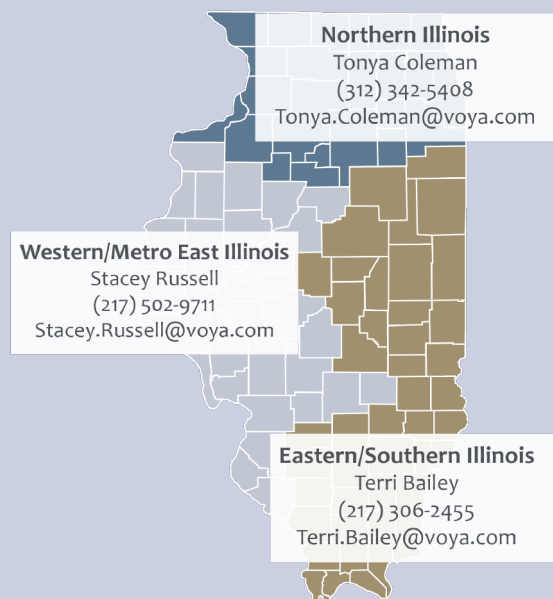 Northern Illinois
Tonya Coleman
(312) 342-5408
Tonya.Coleman@voya.com
Western/Metro East Illinois
Stacey Russell
(217) 502-9711
Stacey.Russell@voya.com
Eastern/Southern Illinois
Terri Bailey
(217) 306-2455
Terri.Bailey@voya.com